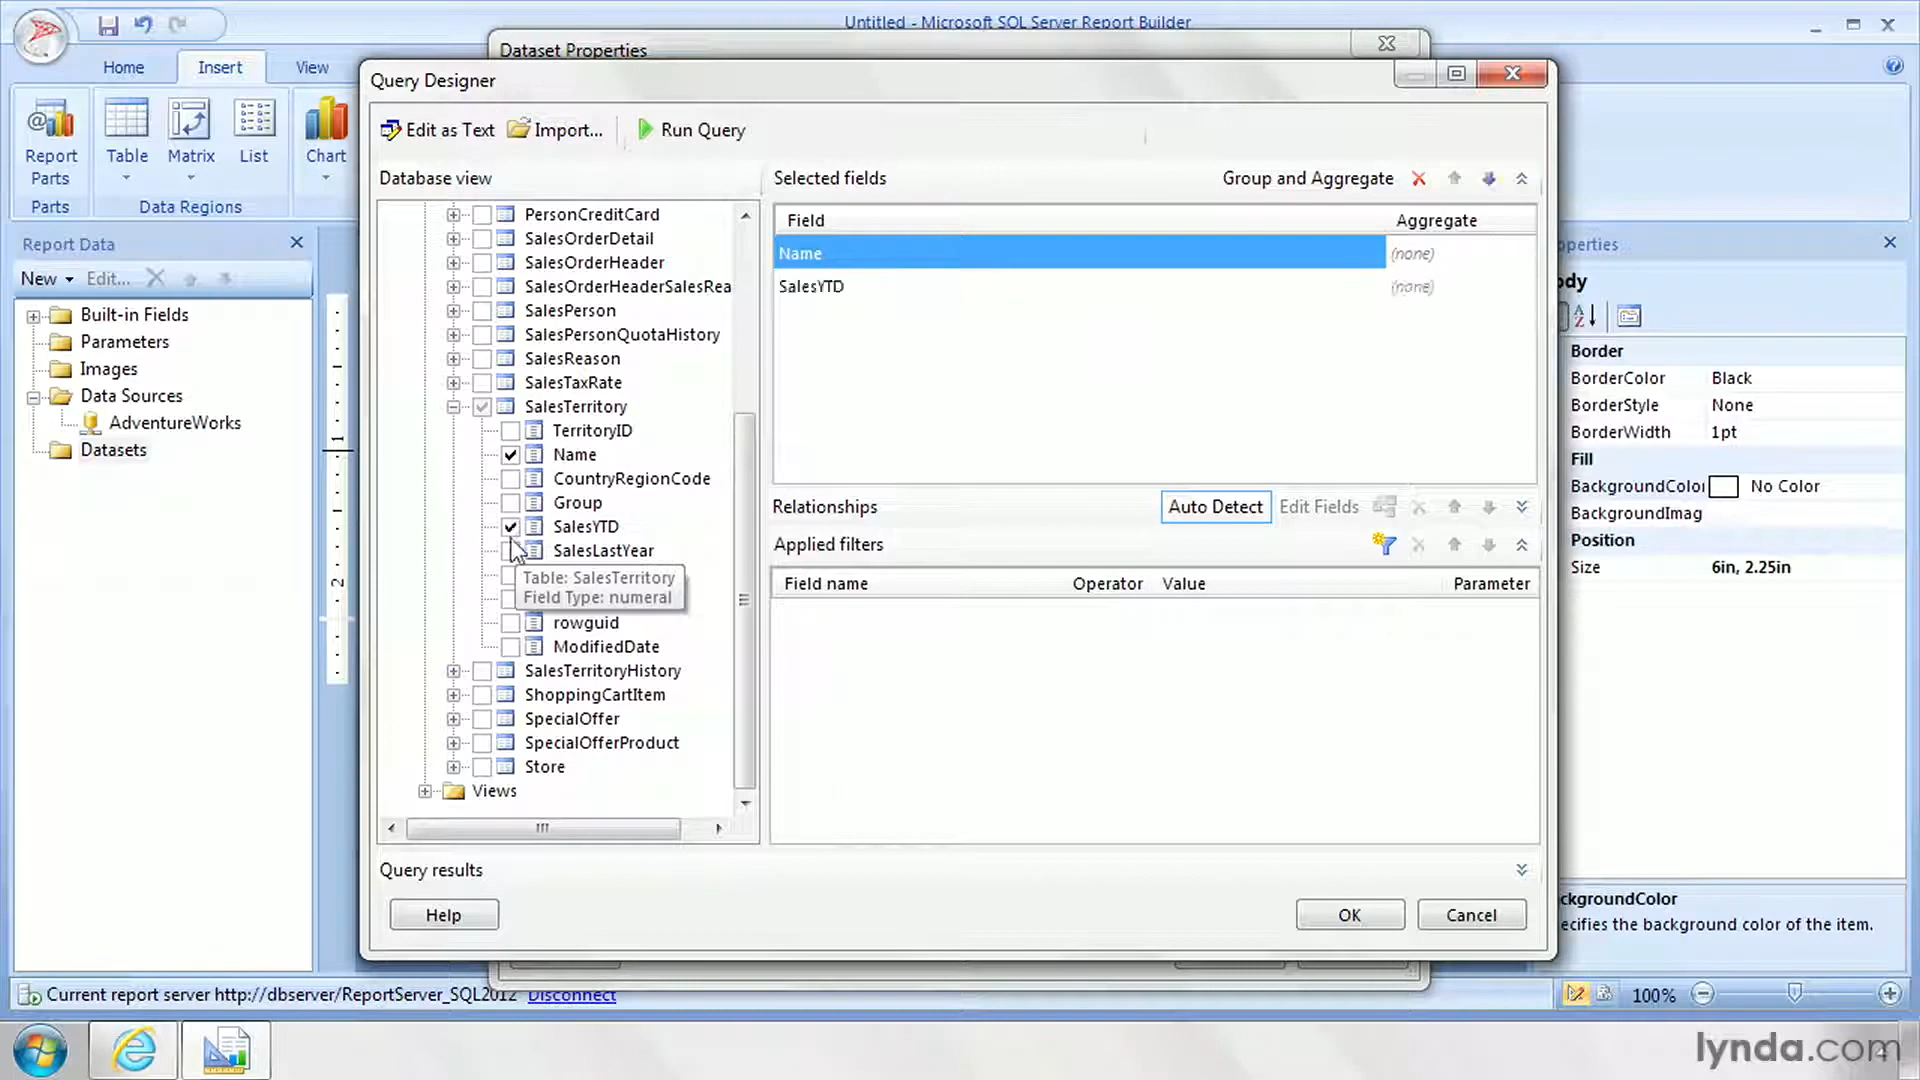 Untitled - Microsoft SQL Server Report Builder
Dataset Properties
Home
Insert
View
Query Designer
Edit as Text
Import...
Run Query
Report Parts
Table
Matrix
List
Chart
Parts
Data Regions
Database view
Selected fields
Group and Aggregate
Field
Aggregate
Name
(none)
SalesYTD
(none)
Report Data
New
Edit...
Built-in Fields
Parameters
Images
Data Sources
AdventureWorks
Datasets
1
2
PersonCreditCard
SalesOrderDetail
SalesOrderHeader
SalesOrderHeaderSalesRea
SalesPerson
SalesPersonQuotaHistory
SalesReason
SalesTaxRate
SalesTerritory
TerritoryID
Name
CountryRegionCode
Group
SalesYTD
SalesLastYear
Table: SalesTerritory
Field Type: numeral
rowguid
ModifiedDate
SalesTerritoryHistory
ShoppingCartItem
SpecialOffer
SpecialOfferProduct
Store
Views
Relationships
Auto Detect
Edit Fields
Applied filters
Field name
Operator
Value
Parameter
Query results
Help
OK
Cancel
operties
ody
Border
BorderColor
Black
BorderStyle
None
BorderWidth
1pt
Fill
BackgroundColor
No Color
BackgroundImag
Position
Size
6in, 2.25in
ckgroundColor
ecifies the background color of the item.
Current report server http://dbserver/ReportServer_SQL2012
Disconnect
100%
lynda.com